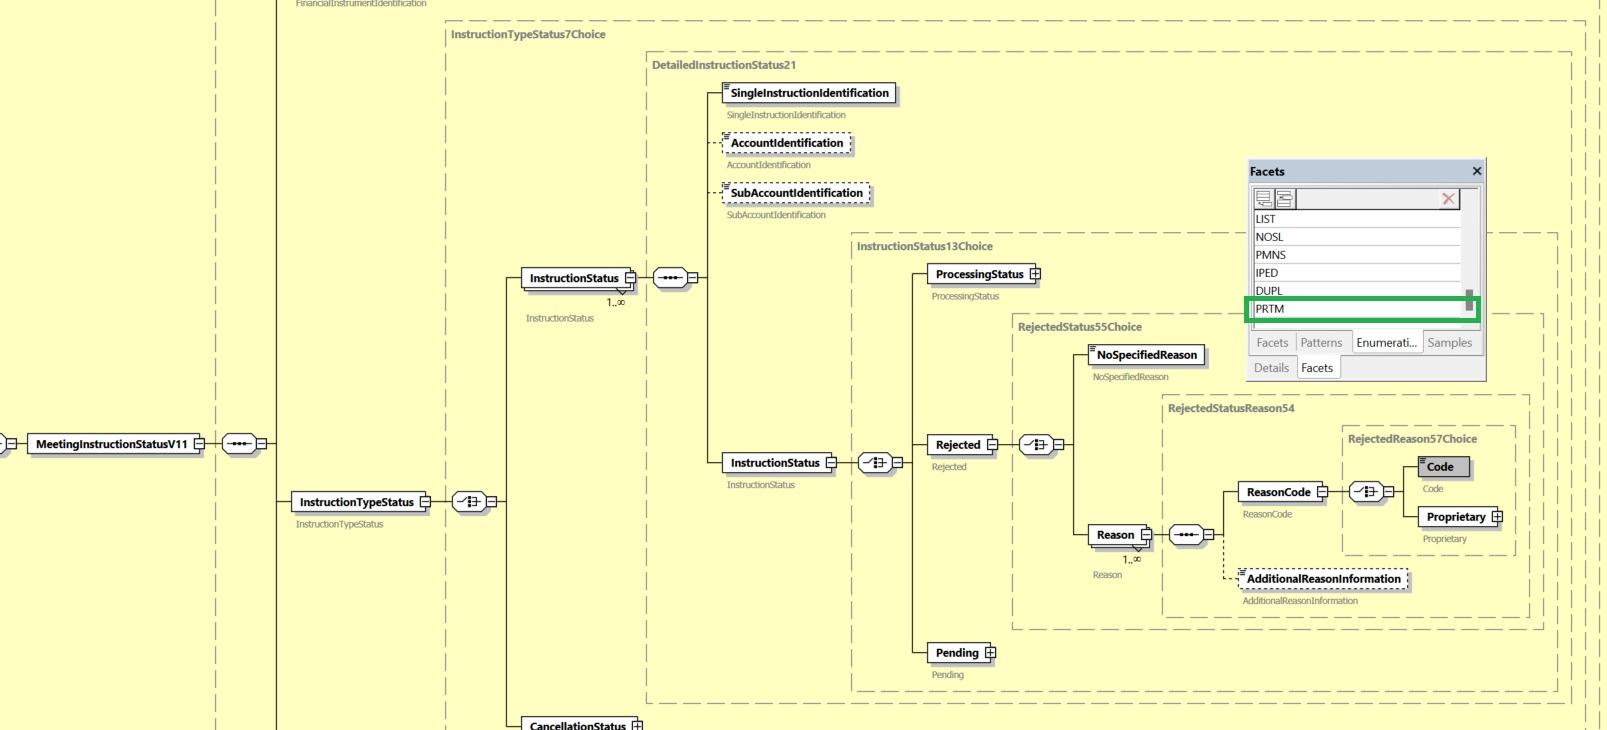 FinancialInstrumentIdentification
InstructionTypeStatus7Choice
DetailedInstructionStatus21
SingleInstructionIdentification
SingleInstructionIdentification
AccountIdentification
AccountIdentification
SubAccountIdentification
SubAccountIdentification
InstructionStatus13Choice
InstructionStatus
1..∞
InstructionStatus
ProcessingStatus
ProcessingStatus
RejectedStatus55Choice
NoSpecifiedReason
NoSpecifiedReason
Facets
LIST
NOSL
PMNS
IPED
DUPL
PRTM
Facets Patterns Enumerati... Samples
Details Facets
RejectedStatusReason54
RejectedReason57Choice
MeetingInstructionStatusV11
InstructionTypeStatus
InstructionTypeStatus
InstructionStatus
InstructionStatus
Rejected
Rejected
Reason
1..∞
Reason
ReasonCode
ReasonCode
Code
Code
Proprietary
Proprietary
AdditionalReasonInformation
AdditionalReasonInformation
Pending
Pending
CancellationStatus